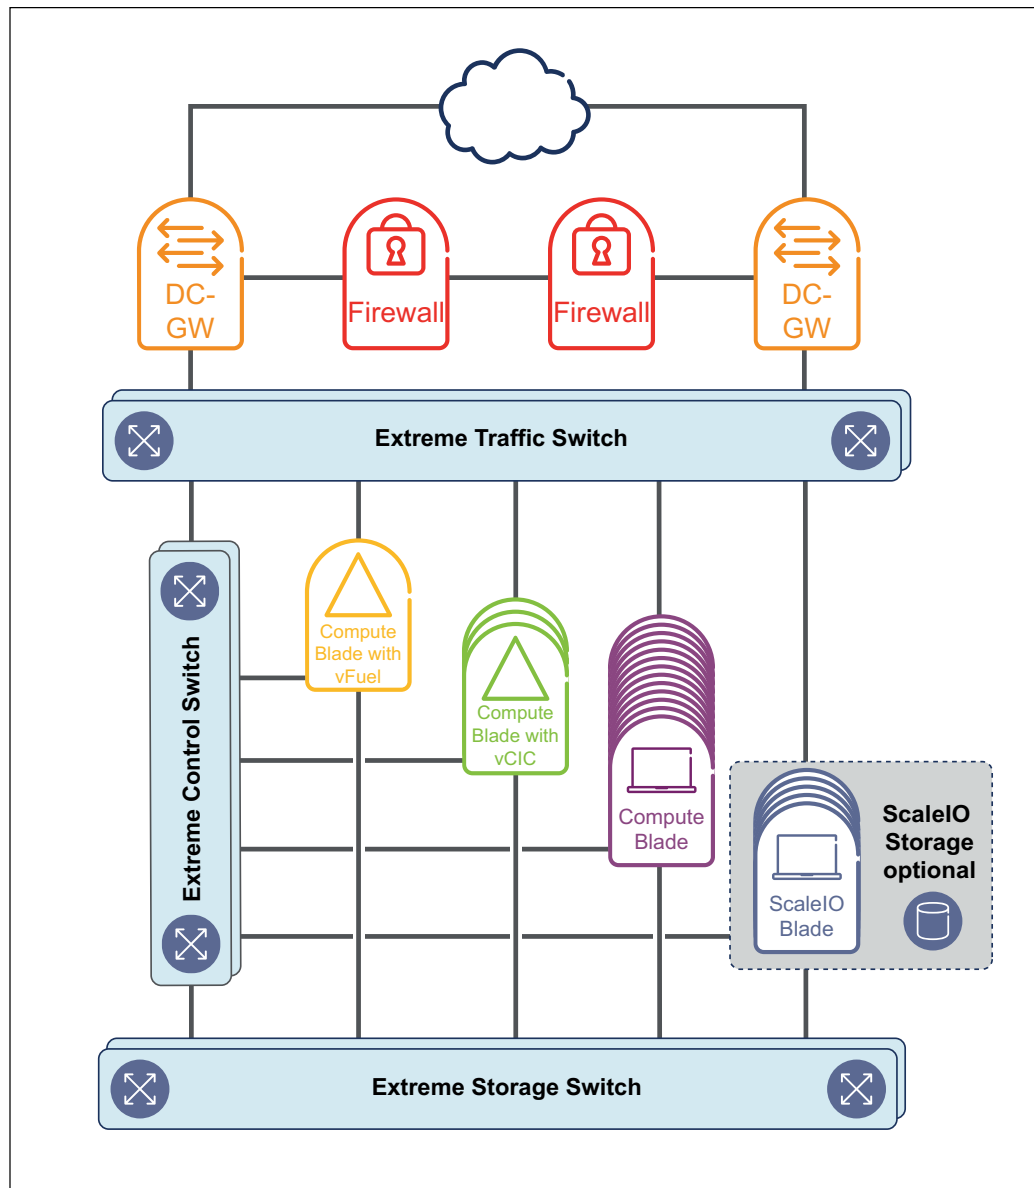 DC-
GW
Firewall
Firewall
DC-
GW
Extreme Traffic Switch
Extreme Control Switch
Compute
Blade with
vFuel
Compute
Blade with
vCIC
Compute
Blade
ScaleIO
Blade
ScaleIO
Storage
optional
Extreme Storage Switch